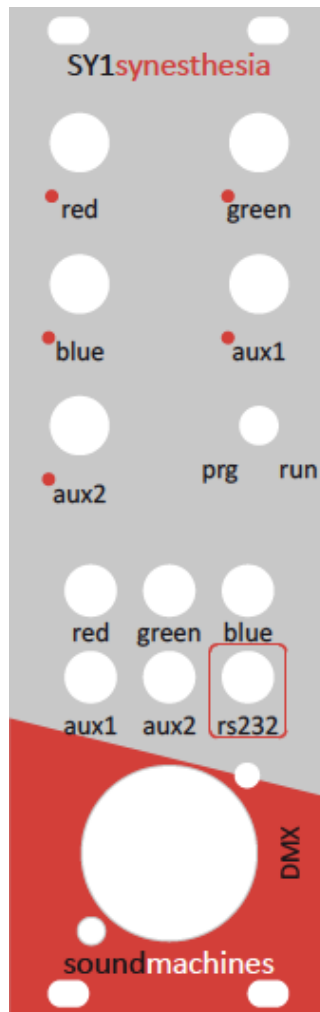 SY1synesthesia
red green
blue aux1
aux2
prg run
red green blue
aux1 aux2 rs232
DMX
soundmachines